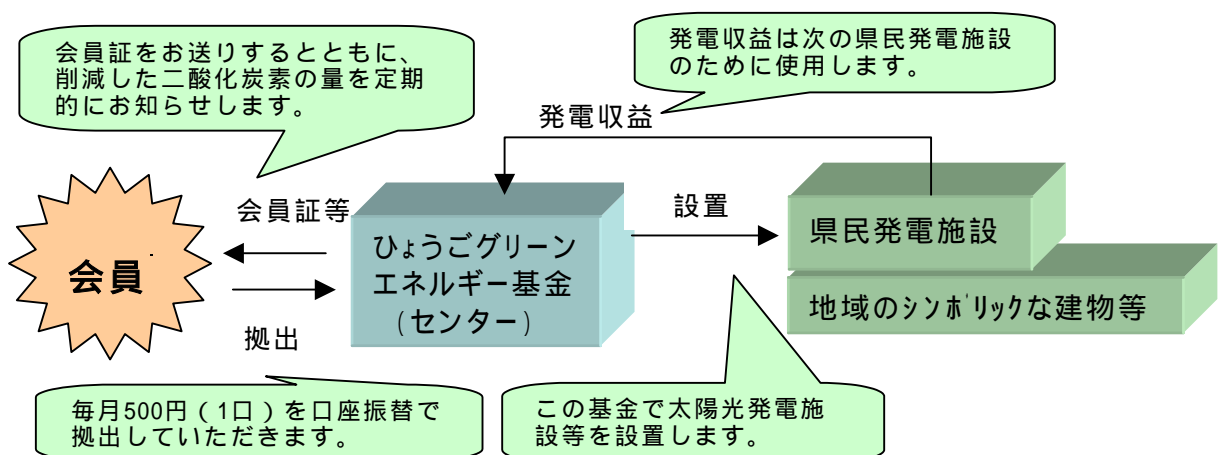 会員証をお送りするとともに、
削減した二酸化炭素の量を定期
的にお知らせします。
発電収益は次の県民発電施設
のために使用します。
発電収益
会員証等
設置
会員
ひょうごグリーン
エネルギー基金
(センター)
県民発電施設
地域のｼﾝﾎﾞﾘｯｸな建物等
拠出
毎月500円(1口)を口座振替で
拠出していただきます。
この基金で太陽光発電施
設等を設置します。